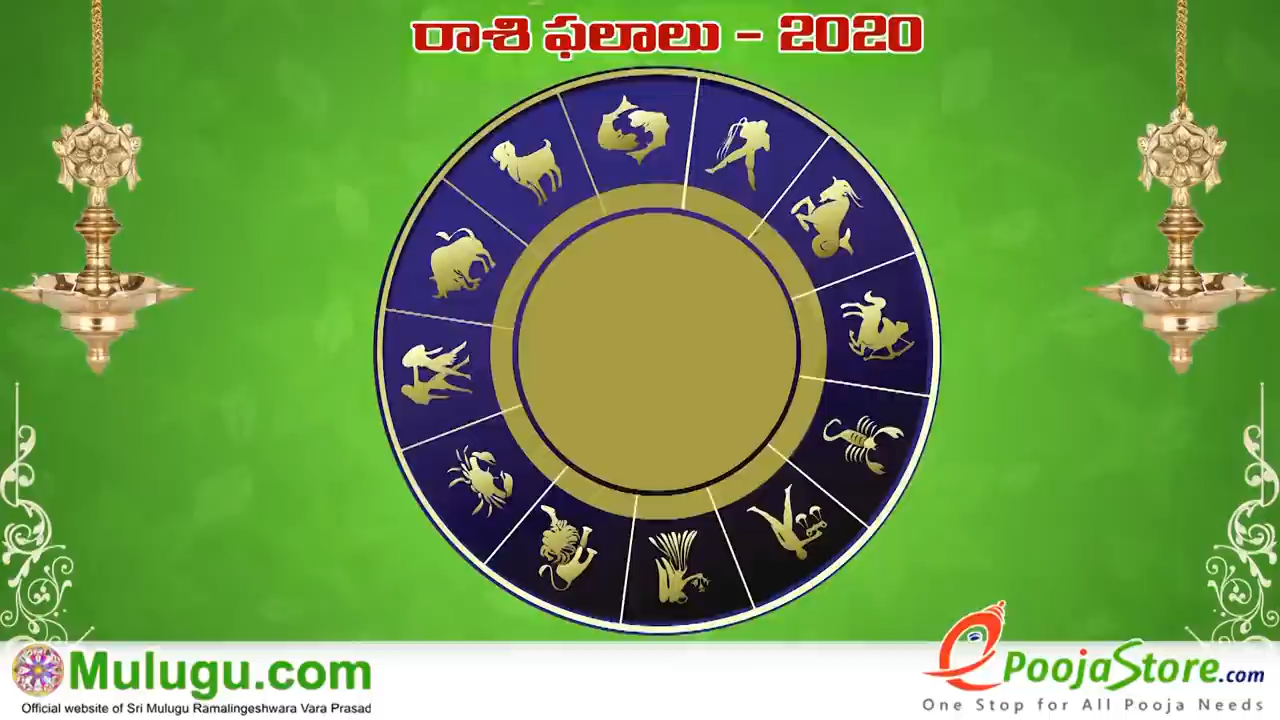 రాశి ఫలాలు - 2020
Mulugu.com
Official website of Sri Mulugu Ramalingeshwara Vara Prasad
ePoojaStore.com
One Stop for All Pooja Needs